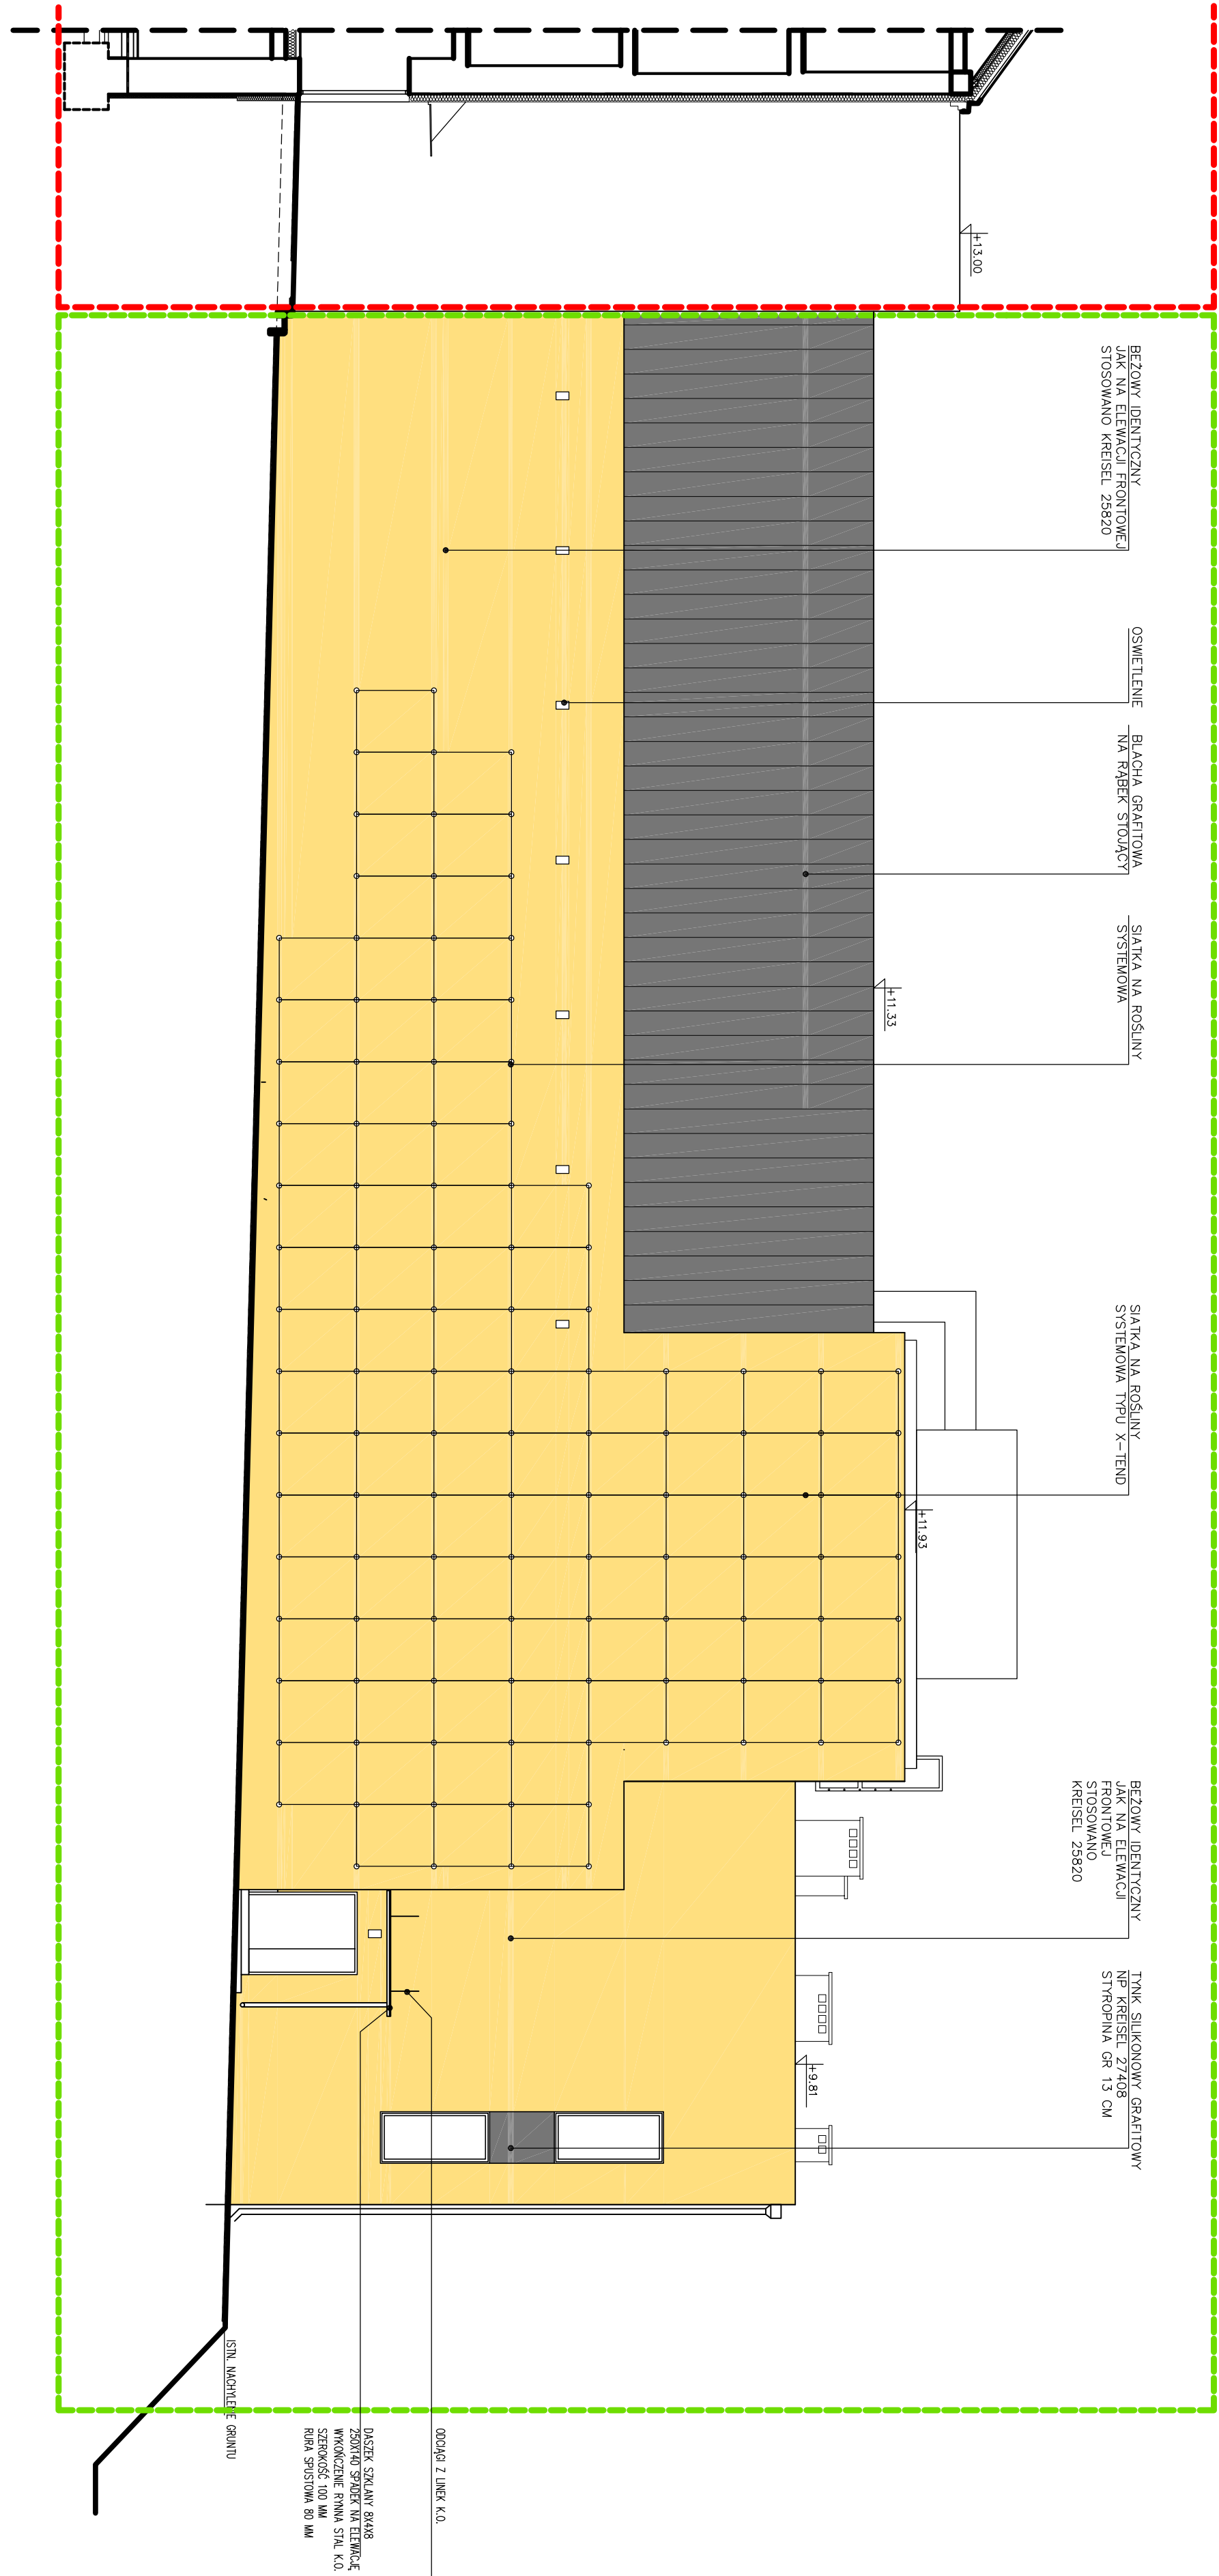 +13.00
BEŻOWY IDENTYCZNY
JAK NA ELEWACJI FRONTOWEJ
STOSOWANO KREISEL 25820
OSWIETLENIE
BLACHA GRAFITOWA
NA RĄBEK STOJĄCY
SIATKA NA ROŚLINY
SYSTEMOWA
+11.33
SIATKA NA ROŚLINY
SYSTEMOWA TYPU X-TEND
+11.93
BEŻOWY IDENTYCZNY
JAK NA ELEWACJI
FRONTOWEJ
STOSOWANO
KREISEL 25820
TYNK SILIKONOWY GRAFITOWY
NP KREISEL 27408
STYROPINA GR 13 CM
+9.81
ODCIĄGI Z LINEK K.O.
DASZEK SZKLANY 8X4X8
250X140 SPADEK NA ELEWACJĘ
WYKOŃCZENIE RYNNA STAL K.O.
SZEROKOŚĆ 100 MM
RURA SPUSTOWA 80 MM
ISTN. NACHYLENIE GRUNTU